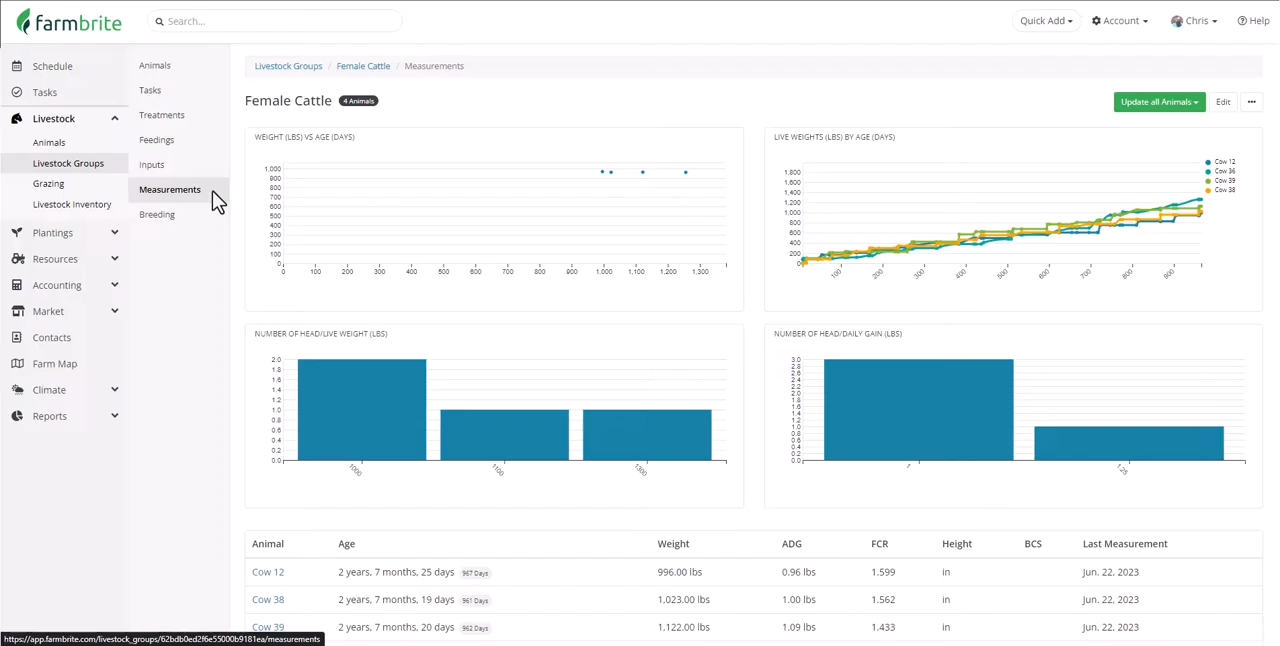 farmbrite
Search...
Quick Add
Account
Chris
Help
Schedule
Tasks
Livestock
Animals
Livestock Groups
Grazing
Livestock Inventory
Plantings
Resources
Accounting
Market
Contacts
Farm Map
Climate
Reports
Animals
Tasks
Treatments
Feedings
Inputs
Measurements
Breeding
Livestock Groups / Female Cattle / Measurements
Female Cattle 4 Animals
Update all Animals Edit ...
WEIGHT (LBS) VS AGE (DAYS)
1,000
900
800
700
600
500
400
300
200
100
0
0 100 200 300 400 500 600 700 800 900 1,000 1,100 1,200 1,300
LIVE WEIGHTS (LBS) BY AGE (DAYS)
Cow 12
Cow 36
Cow 39
Cow 38
1,800
1,600
1,400
1,200
1,000
800
600
400
200
0
100 200 300 400 500 600 700 800 900
NUMBER OF HEAD/LIVE WEIGHT (LBS)
2.0
1.8
1.6
1.4
1.2
1.0
0.8
0.6
0.4
0.2
0.0
1000 1100 1300
NUMBER OF HEAD/DAILY GAIN (LBS)
3.0
2.8
2.6
2.4
2.2
2.0
1.8
1.6
1.4
1.2
1.0
0.8
0.6
0.4
0.2
0.0
1 1.25
Animal Age Weight ADG FCR Height BCS Last Measurement
Cow 12 2 years, 7 months, 25 days 967 Days 996.00 lbs 0.96 lbs 1.599 in Jun. 22, 2023
Cow 38 2 years, 7 months, 19 days 961 Days 1,023.00 lbs 1.00 lbs 1.562 in Jun. 22, 2023
Cow 39 2 years, 7 months, 20 days 962 Days 1,122.00 lbs 1.09 lbs 1.433 in Jun. 22, 2023
https://app.farmbrite.com/livestock_groups/62bdb0ed2f6e55000b9181ea/measurements